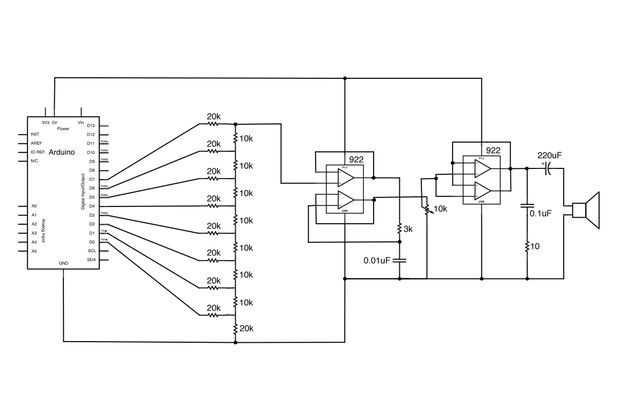 3V3 5V Vin
Power
RST
AREF
IO REF
N/C
Arduino
A0
A1
A2
A3
A4
A5
Analog Input
D13
D12
D11
D10
D9
D8
D7
D6
D5
D4
D3
D2
D1
D0
SCL
SDA
Digital Input/Output
GND
20k
10k
20k
10k
20k
10k
20k
10k
20k
10k
20k
10k
20k
10k
20k
20k
922
3k
0.01uF
10k
922
220uF
+
0.1uF
10